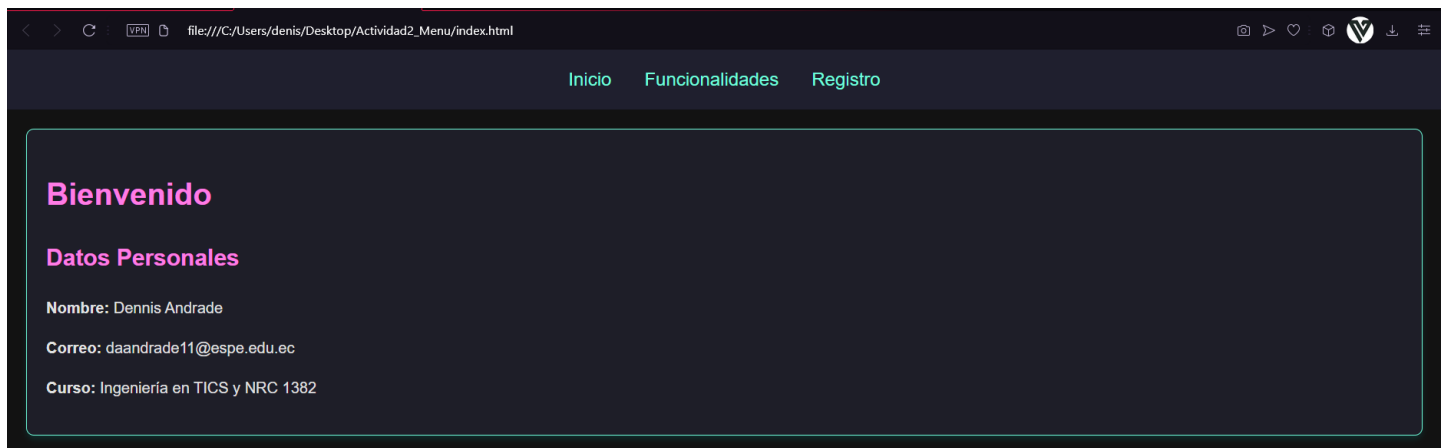 VPN file:///C:/Users/denis/Desktop/Actividad2_Menu/index.html
Inicio Funcionalidades Registro
Bienvenido
Datos Personales
Nombre: Dennis Andrade
Correo: daandrade11@espe.edu.ec
Curso: Ingeniería en TICS y NRC 1382